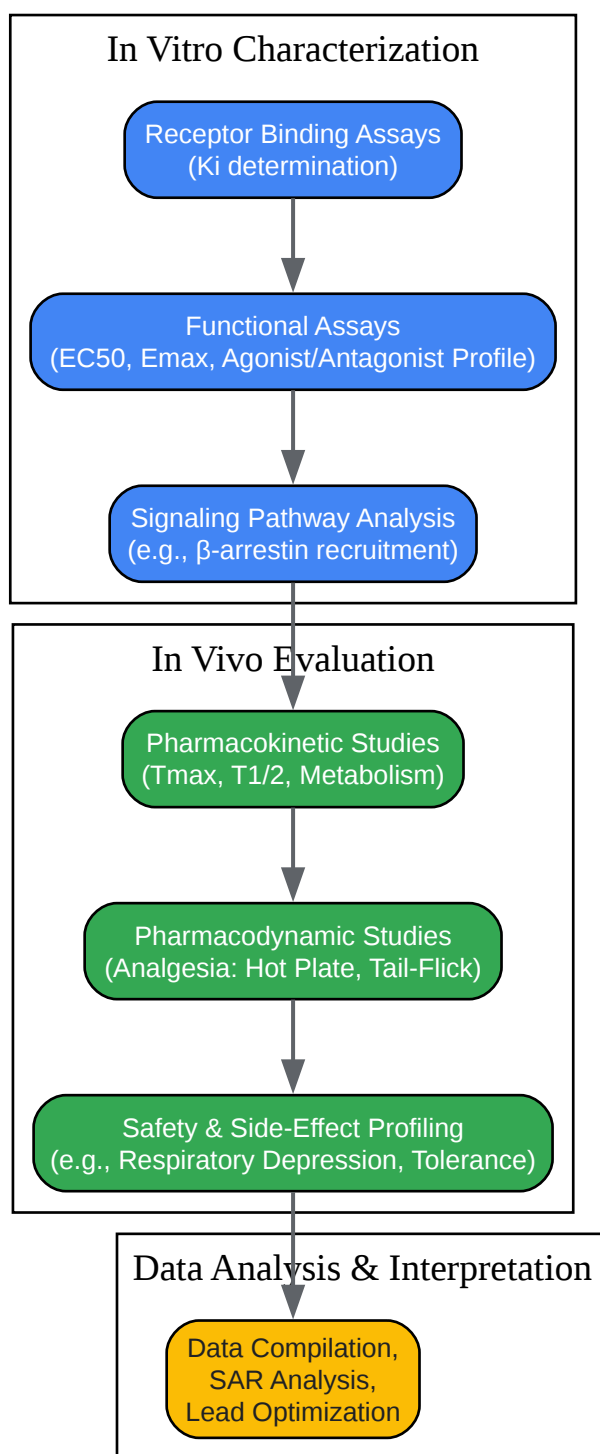 In Vitro Characterization
Receptor Binding Assays
(Ki determination)
Functional Assays
(EC50, Emax, Agonist/Antagonist Profile)
Signaling Pathway Analysis
(e.g., β-arrestin recruitment)
In Vivo Evaluation
Pharmacokinetic Studies
(Tmax, T1/2, Metabolism)
Pharmacodynamic Studies
(Analgesia: Hot Plate, Tail-Flick)
Safety & Side-Effect Profiling
(e.g., Respiratory Depression, Tolerance)
Data Analysis & Interpretation
Data Compilation,
SAR Analysis,
Lead Optimization